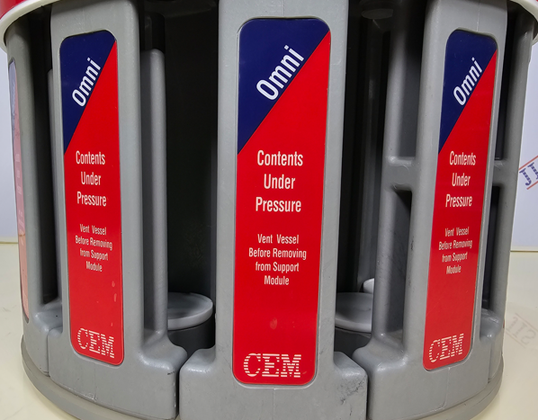 Omni
Contents
Under
Pressure
Vent Vessel
Before Removing
from Support
Module
CEM
Omni
Contents
Under
Pressure
Vent Vessel
Before Removing
from Support
Module
CEM
Omni
Contents
Under
Pressure
Vent Vessel
Before Removing
from Support
Module
CEM